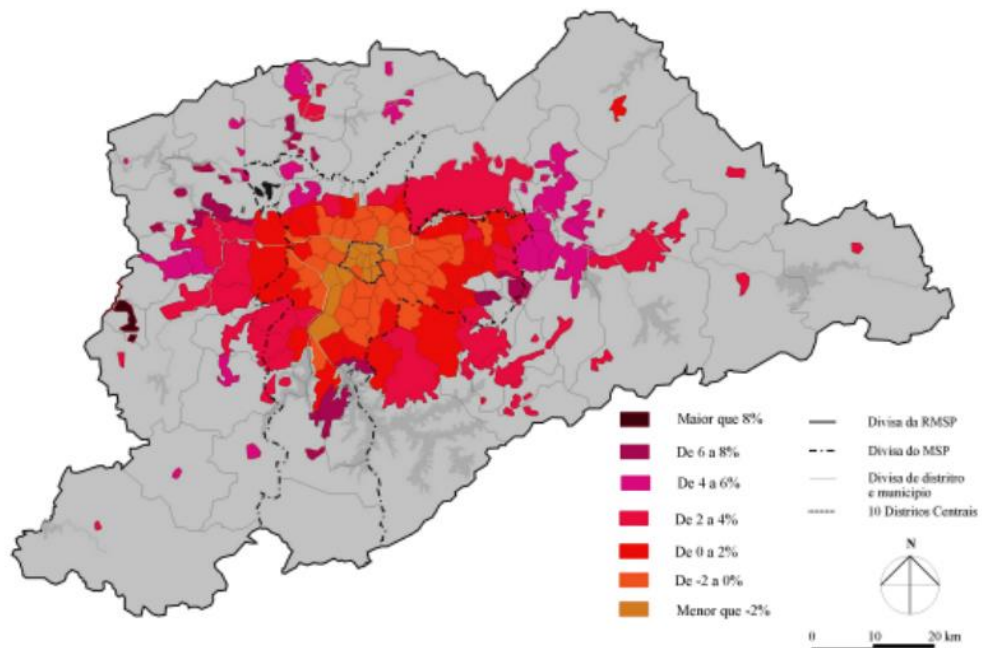 Maior que 8%
De 6 a 8%
De 4 a 6%
De 2 a 4%
De 0 a 2%
De -2 a 0%
Menor que -2%
Divisa da RMSP
Divisa do MSP
Divisa de distritro
e município
10 Distritos Centrais
N
0 10 20 km